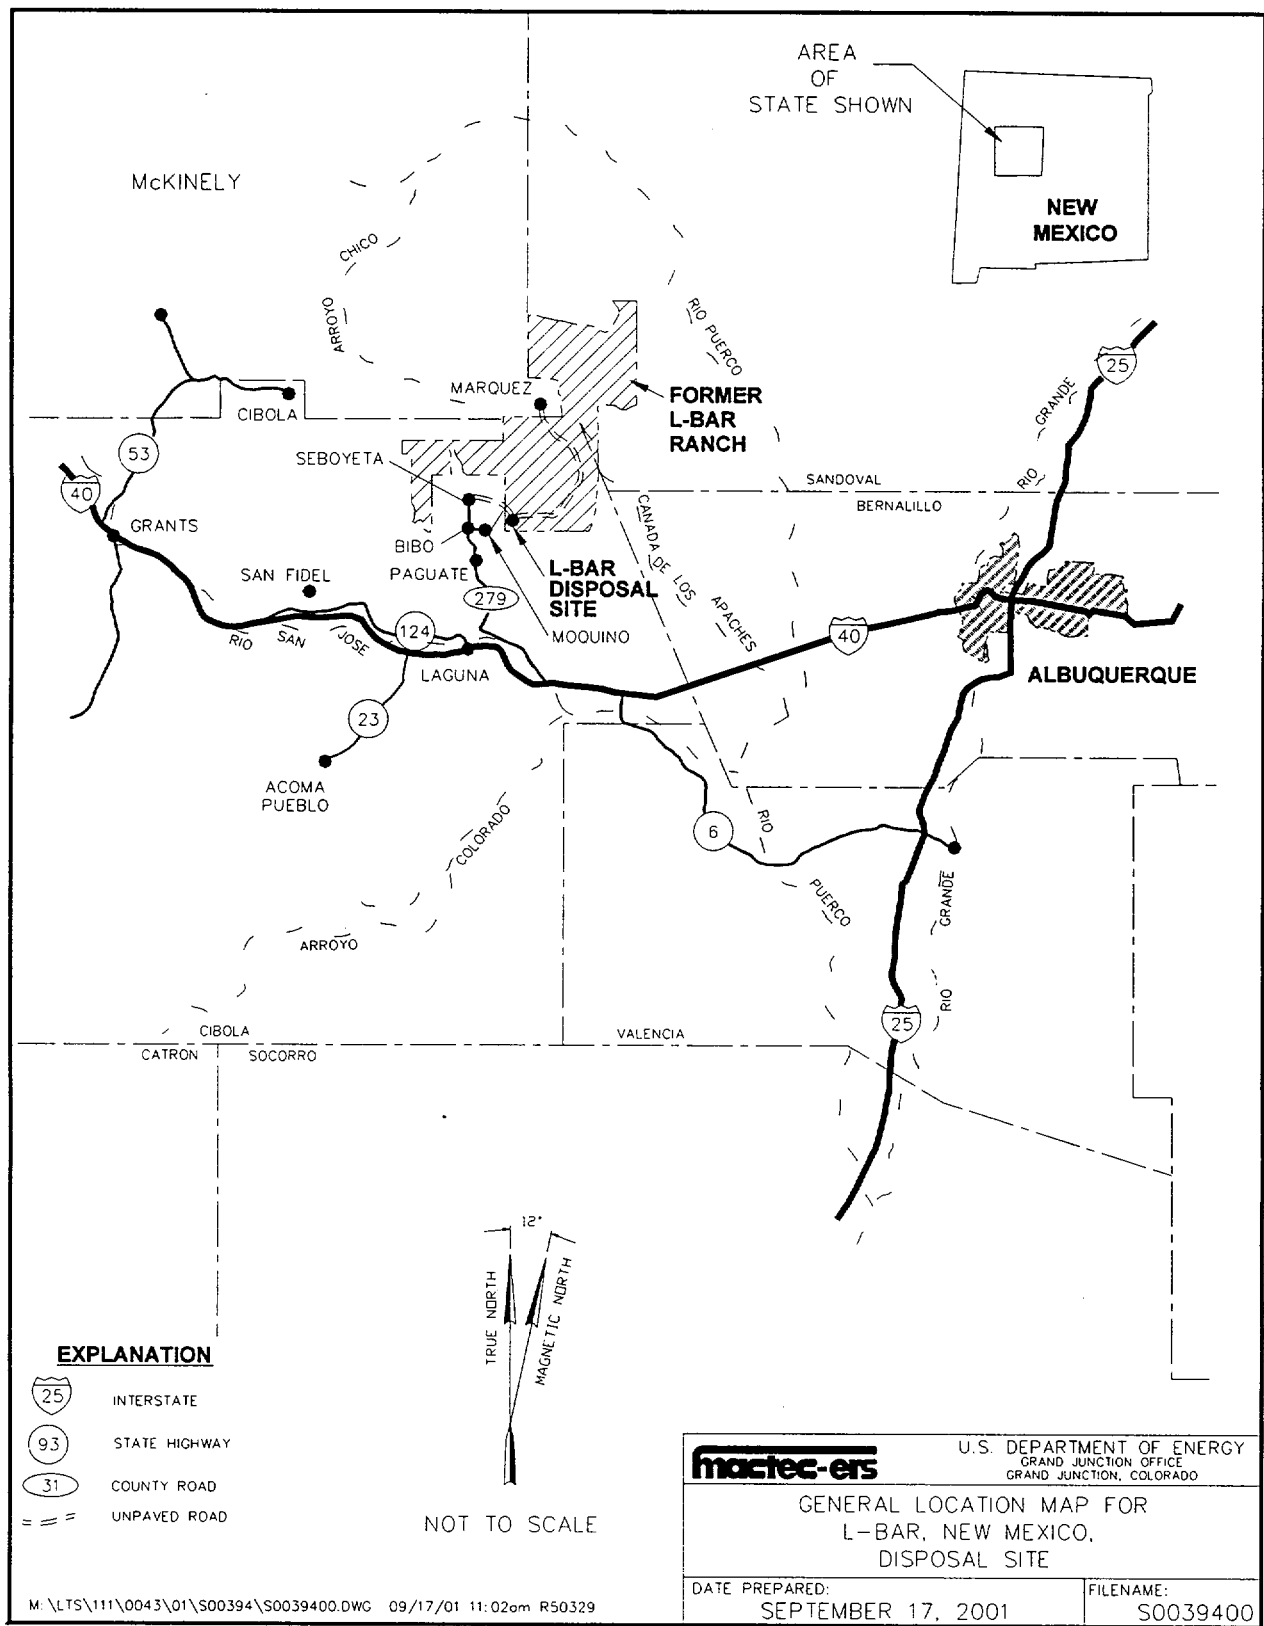 AREA
OF
STATE SHOWN
NEW
MEXICO
McKINELY
CHICO
ARROYO
RIO PUERCO
25
GRANDE
RIO
MARQUEZ
FORMER
L-BAR
RANCH
CIBOLA
53
SEBOYETA
40
GRANTS
SANDOVAL
BERNALILLO
CANADA DE LOS APACHES
BIBO
PAGUATE
L-BAR
DISPOSAL
SITE
SAN FIDEL
279
MOQUINO
124
RIO SAN JOSE
LAGUNA
40
ALBUQUERQUE
23
ACOMA
PUEBLO
COLORADO
ARROYO
6
RIO
PUERCO
GRANDE
RIO
25
CIBOLA
VALENCIA
CATRON
SOCORRO
12°
TRUE NORTH
MAGNETIC NORTH
NOT TO SCALE
EXPLANATION
25 INTERSTATE
93 STATE HIGHWAY
31 COUNTY ROAD
UNPAVED ROAD
mactec-ers
U.S. DEPARTMENT OF ENERGY
GRAND JUNCTION OFFICE
GRAND JUNCTION, COLORADO
GENERAL LOCATION MAP FOR
L-BAR, NEW MEXICO,
DISPOSAL SITE
DATE PREPARED:
SEPTEMBER 17, 2001
FILENAME:
S0039400
M:\LTS\111\0043\01\S00394\S0039400.DWG 09/17/01 11:02am R50329